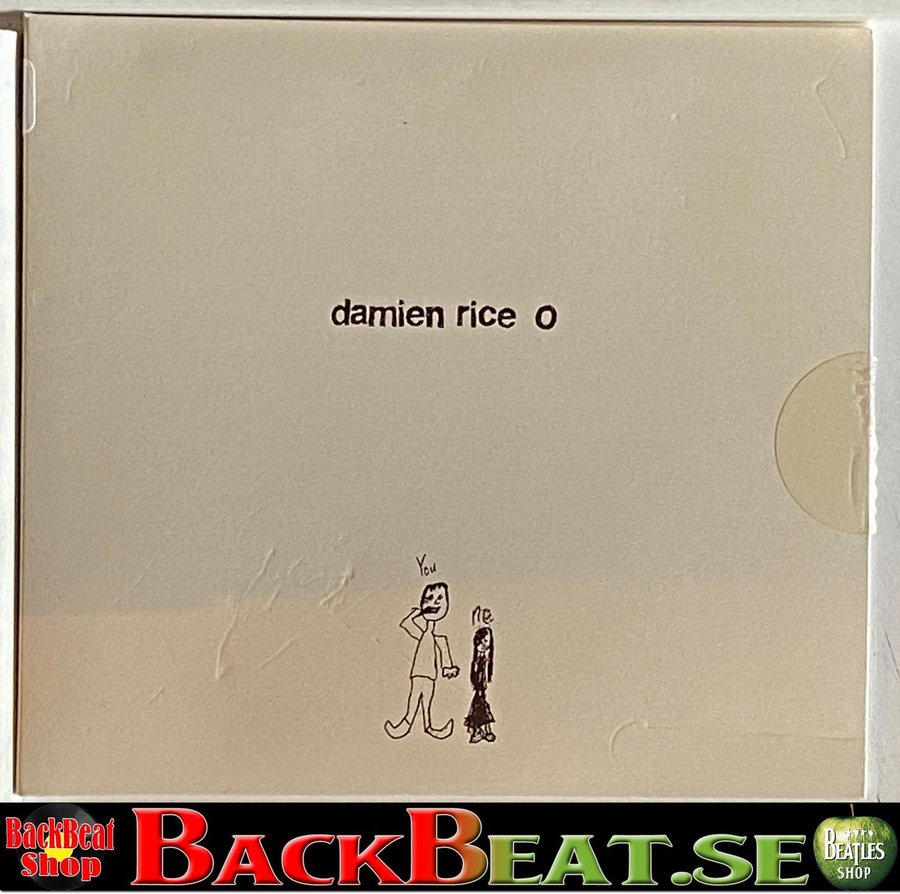 damien rice O
You
me
BackBeat
Shop
BackBeat.se
Beatles
Shop